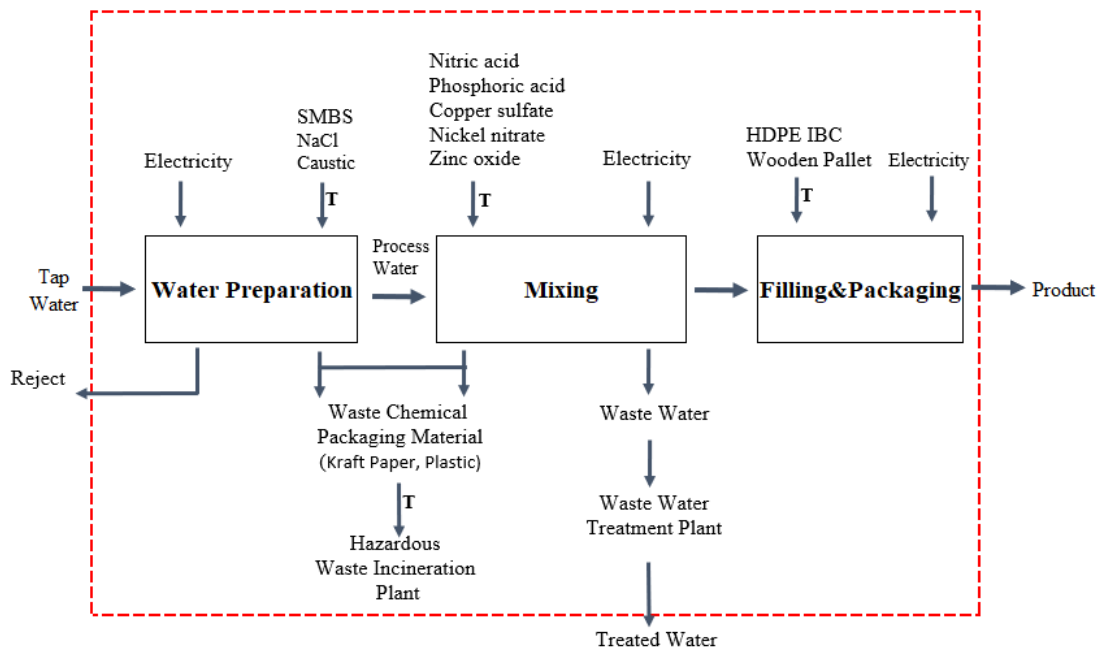 Nitric acid
Phosphoric acid
Copper sulfate
Nickel nitrate
Zinc oxide
SMBS
NaCl
Caustic
HDPE IBC
Wooden Pallet
Electricity
Electricity
Electricity
T
T
T
Tap
Water
Water Preparation
Process
Water
Mixing
Filling&Packaging
Product
Reject
Waste Chemical
Packaging Material
(Kraft Paper, Plastic)
T
Hazardous
Waste Incineration
Plant
Waste Water
Waste Water
Treatment Plant
Treated Water